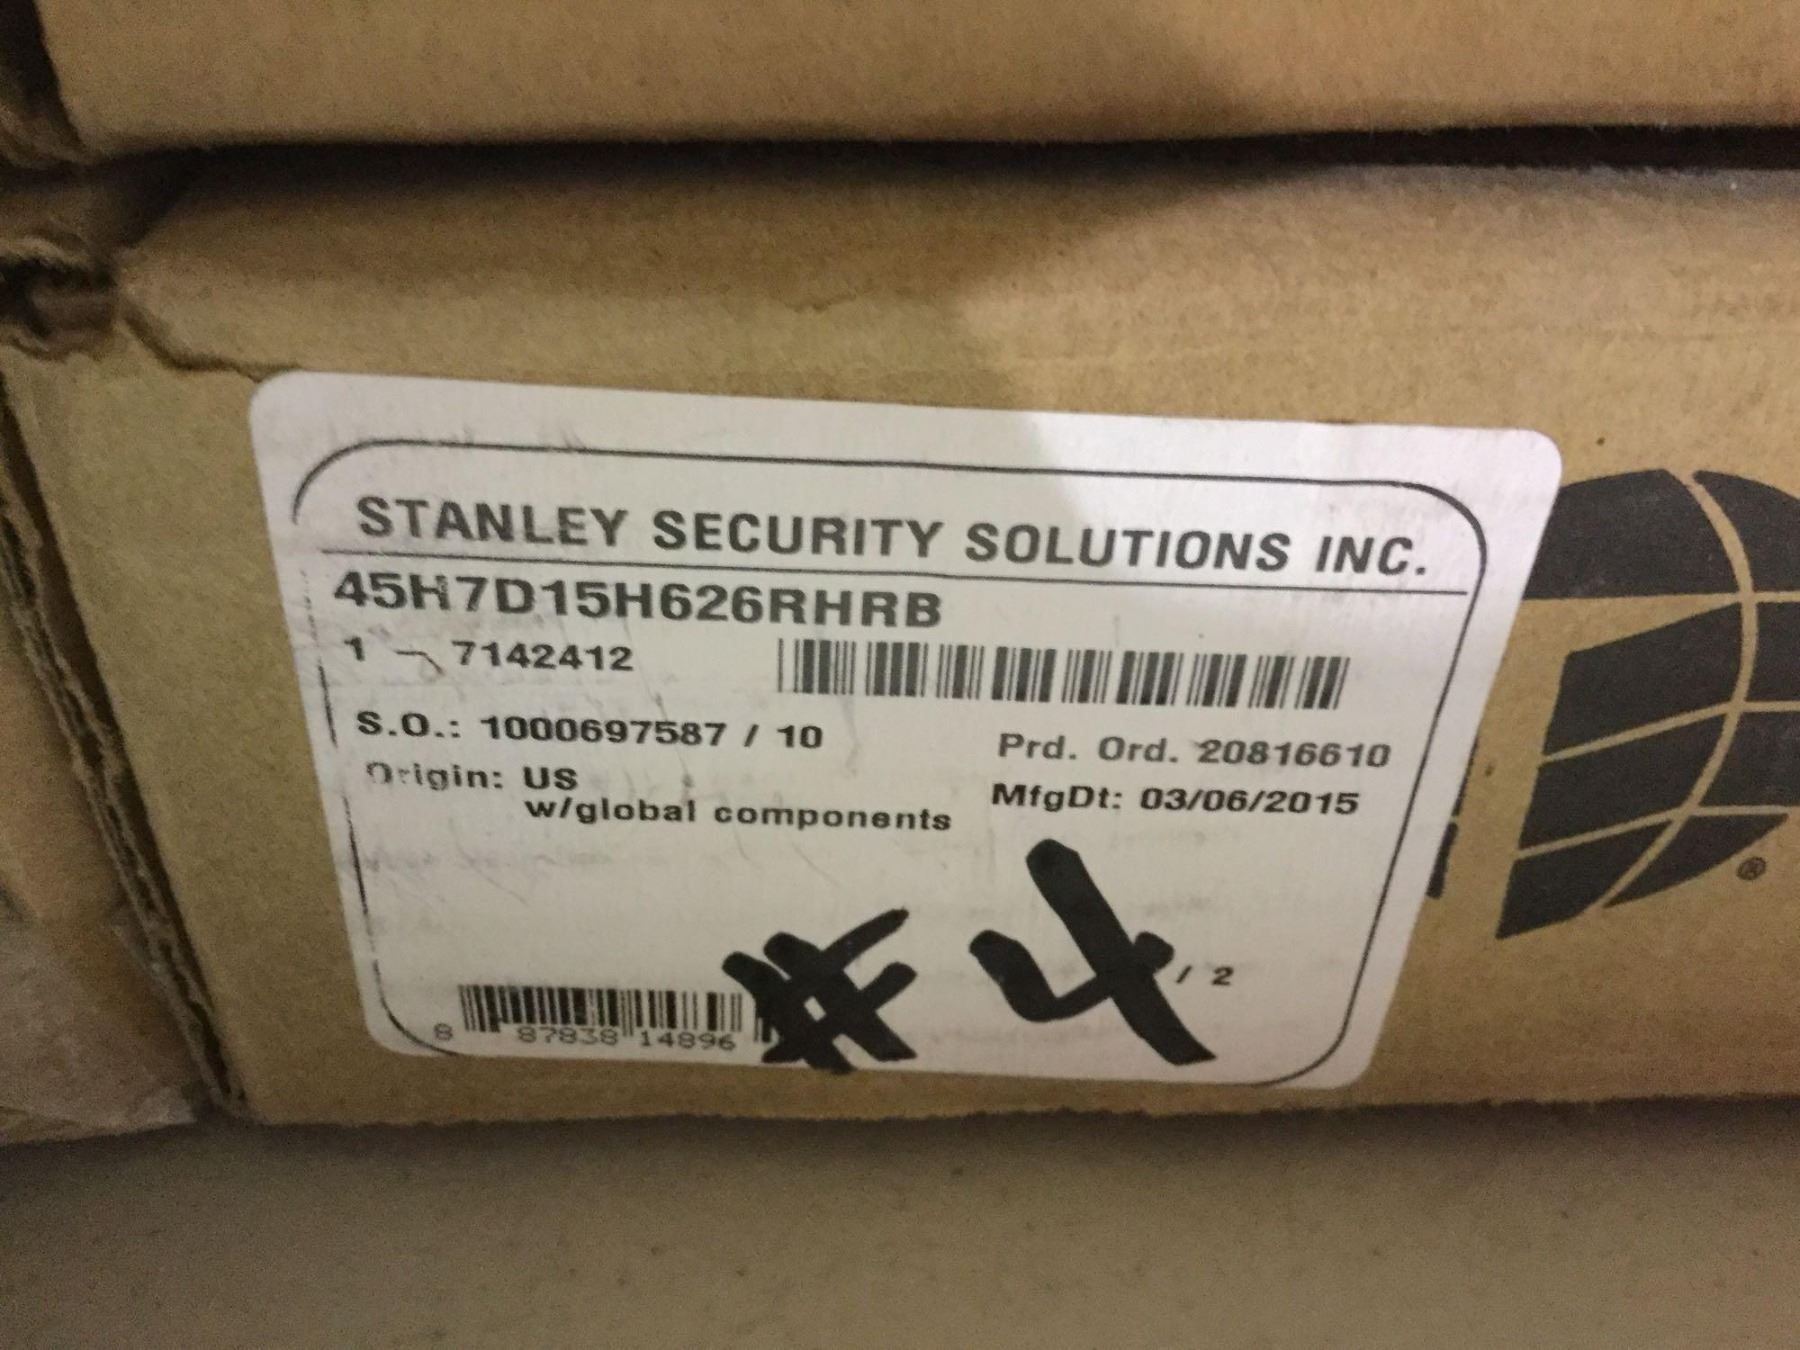 STANLEY SECURITY SOLUTIONS INC.
45H7D15H626RHRB
1 7142412
S.O.: 1000697587 / 10
Prd. Ord. 20816610
Origin: US
w/global components
MfgDt: 03/06/2015
# 4
/ 2
8 87838 14896
®